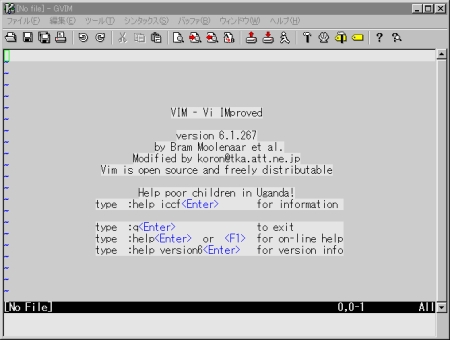 [No file] - GVIM
ファイル(F) 編集(E) ツール(T) シンタックス(S) バッファ(B) ウィンドウ(W) ヘルプ(H)
~
~
~
~
~ VIM - Vi IMproved
~
~ version 6.1.267
~ by Bram Moolenaar et al.
~ Modified by koron@tka.att.ne.jp
~ Vim is open source and freely distributable
~
~ Help poor children in Uganda!
~ type :help iccf<Enter> for information
~
~ type :q<Enter> to exit
~ type :help<Enter> or <F1> for on-line help
~ type :help version6<Enter> for version info
~
~
~
[No File] 0,0-1 All